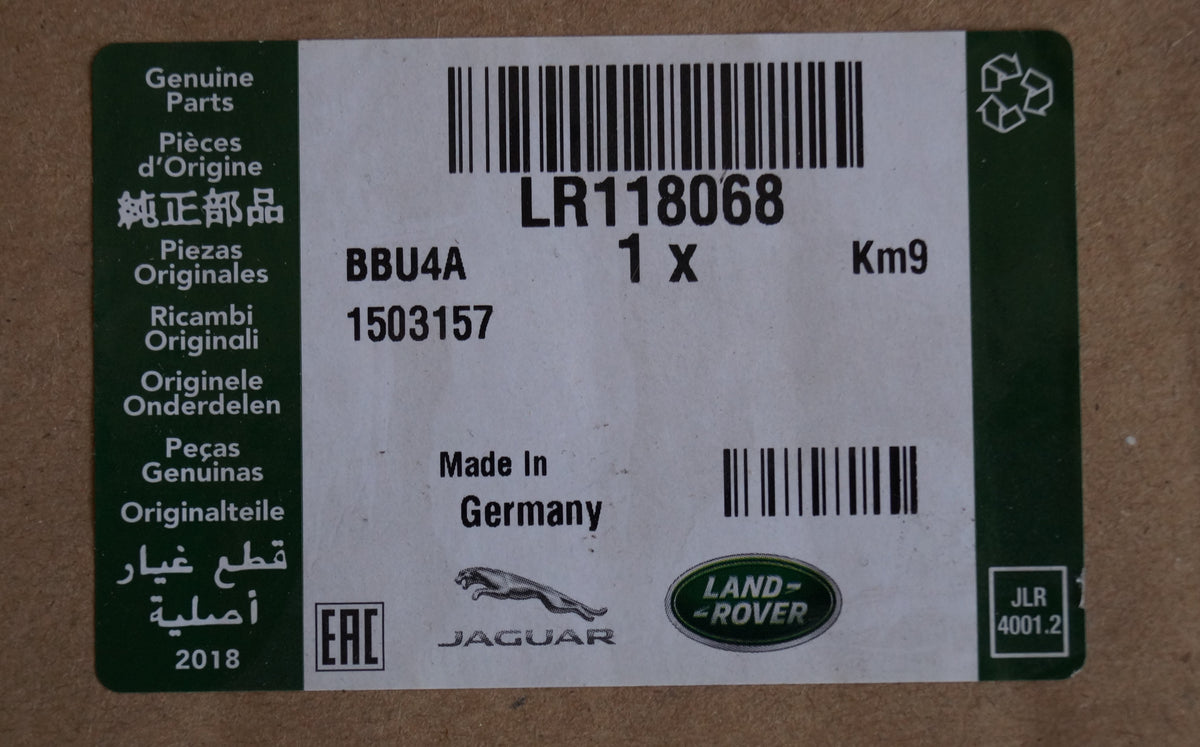 Genuine
Parts
Pièces
d'Origine
純正部品
Piezas
Originales
Ricambi
Originali
Originele
Onderdelen
Peças
Genuinas
Originalteile
قطع غيار
أصلية
2018
LR118068
BBU4A 1 x Km9
1503157
Made In
Germany
EAC
JAGUAR
LAND-
-ROVER
JLR
4001.2